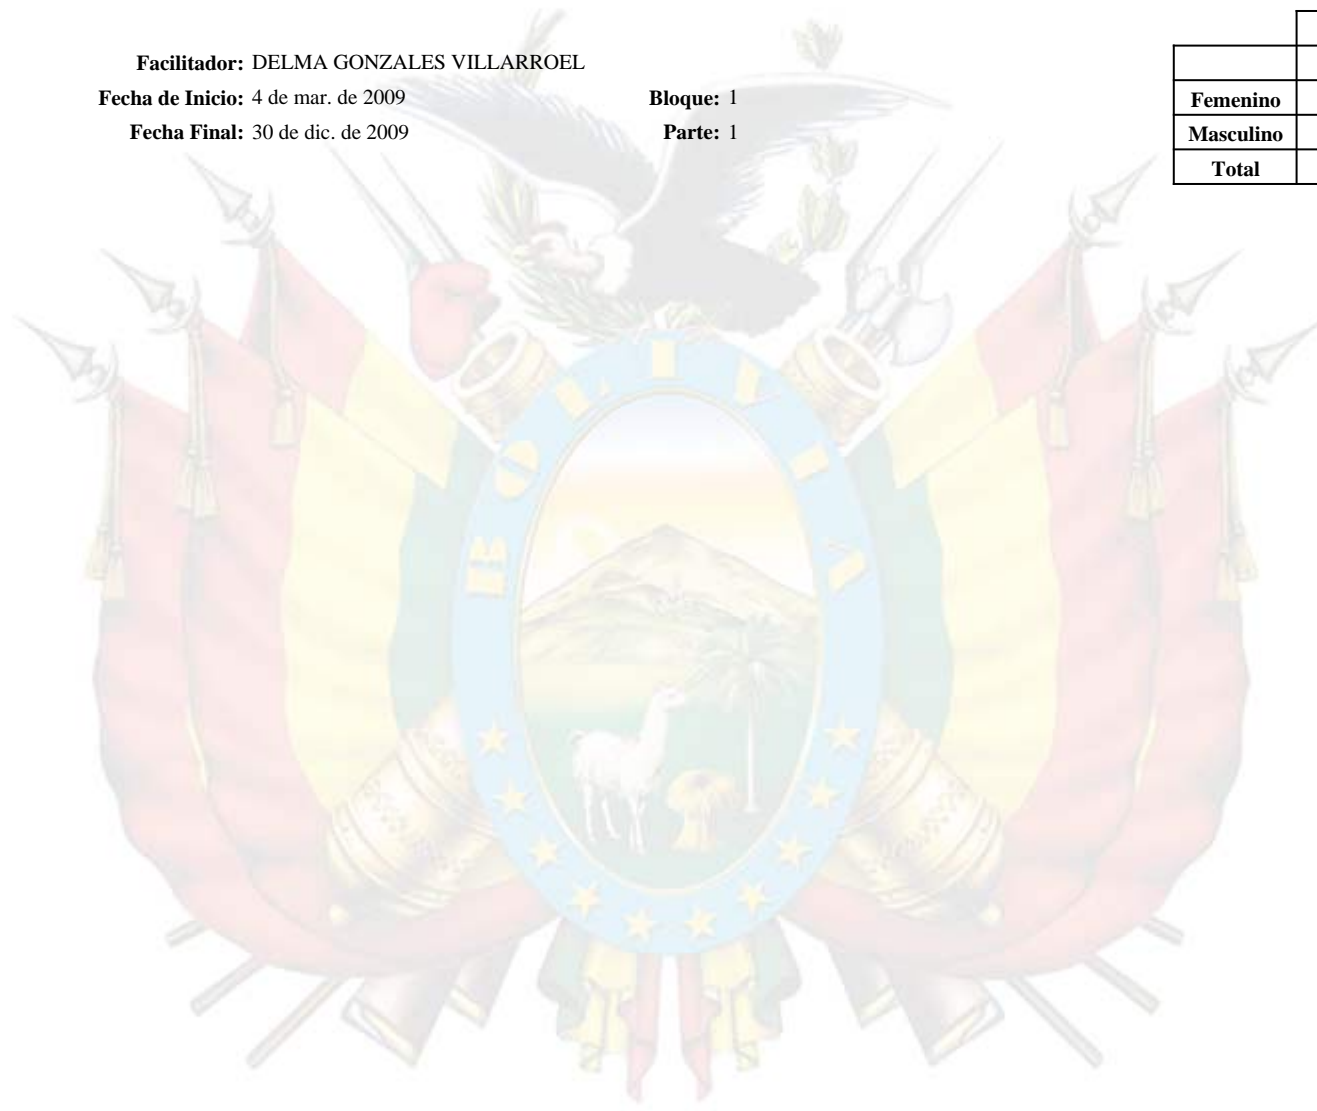 Facilitador: DELMA GONZALES VILLARROEL
Fecha de Inicio: 4 de mar. de 2009 Bloque: 1
Fecha Final: 30 de dic. de 2009 Parte: 1
Femenino
Masculino
Total
BOLIVIA